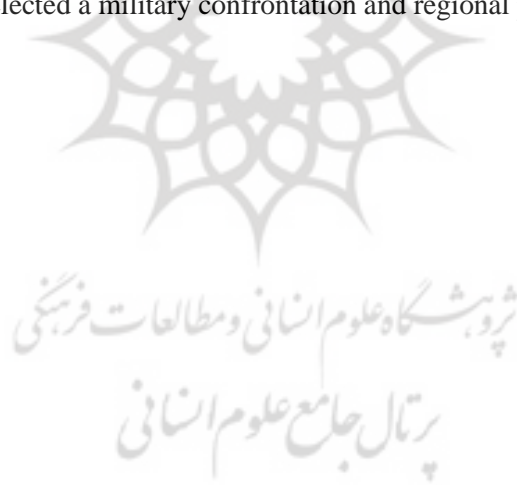 lected a military confrontation and regional
پژوهشگاه علوم انسانی و مطالعات فرهنگی
پرتال جامع علوم انسانی